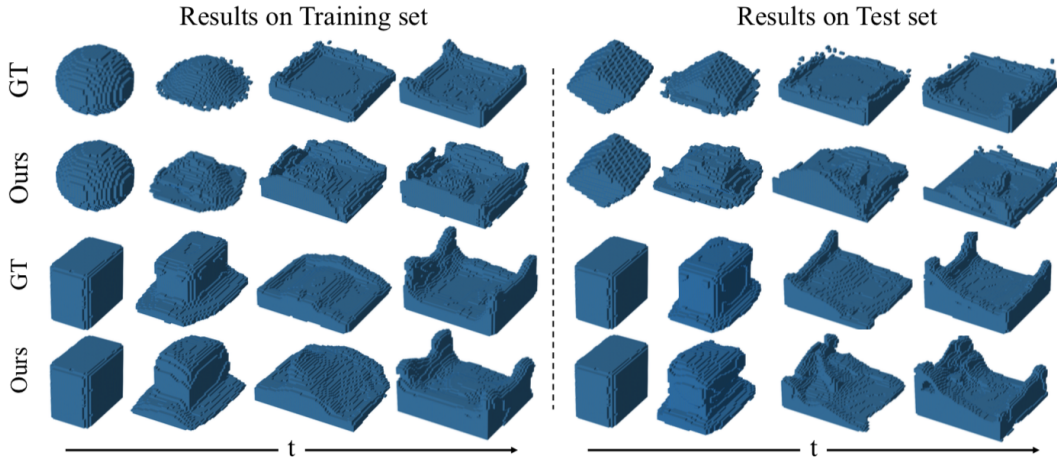 Results on Training set
Results on Test set
GT
Ours
GT
Ours
t
t